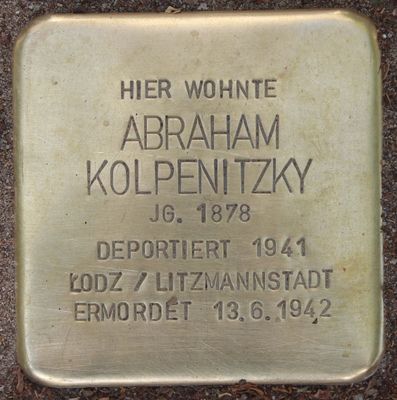 HIER WOHNTE
ABRAHAM
KOLPENITZKY
JG. 1878
DEPORTIERT 1941
ŁODZ / LITZMANNSTADT
ERMORDET 13.6.1942